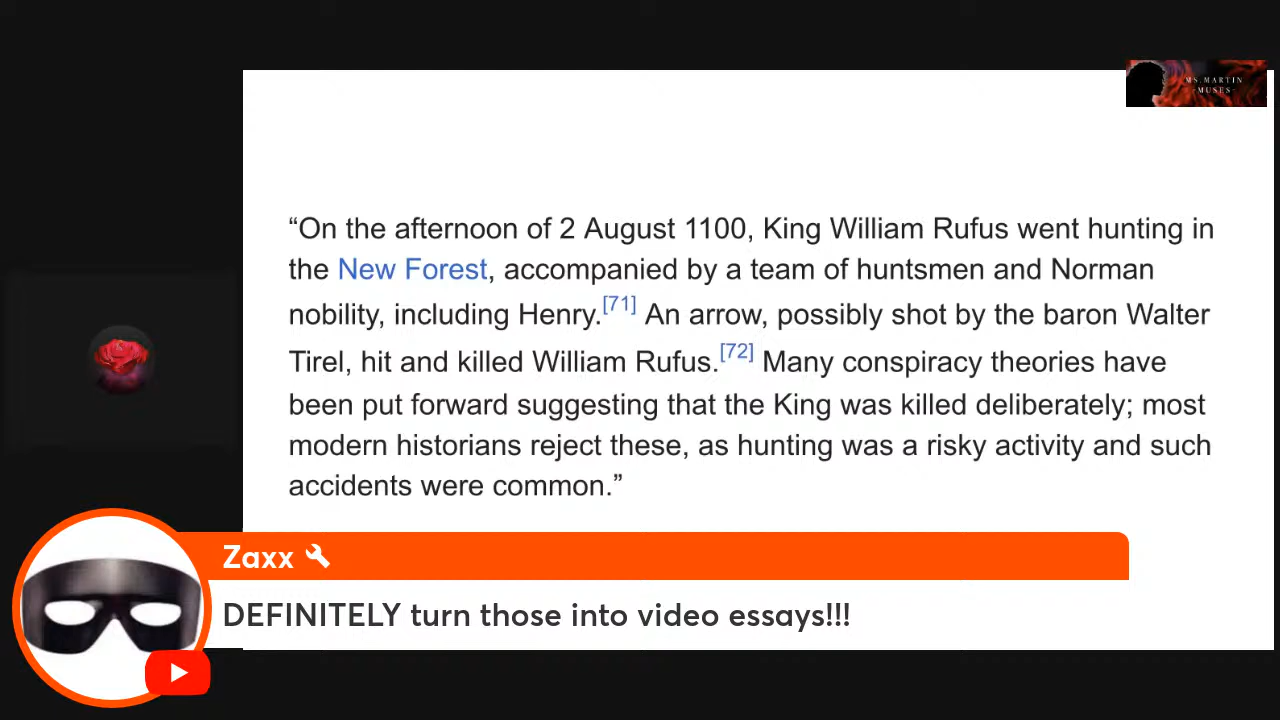 MS. MARTIN
-MUSES-
“On the afternoon of 2 August 1100, King William Rufus went hunting in
the New Forest, accompanied by a team of huntsmen and Norman
nobility, including Henry.[71] An arrow, possibly shot by the baron Walter
Tirel, hit and killed William Rufus.[72] Many conspiracy theories have
been put forward suggesting that the King was killed deliberately; most
modern historians reject these, as hunting was a risky activity and such
accidents were common.”
Zaxx
DEFINITELY turn those into video essays!!!